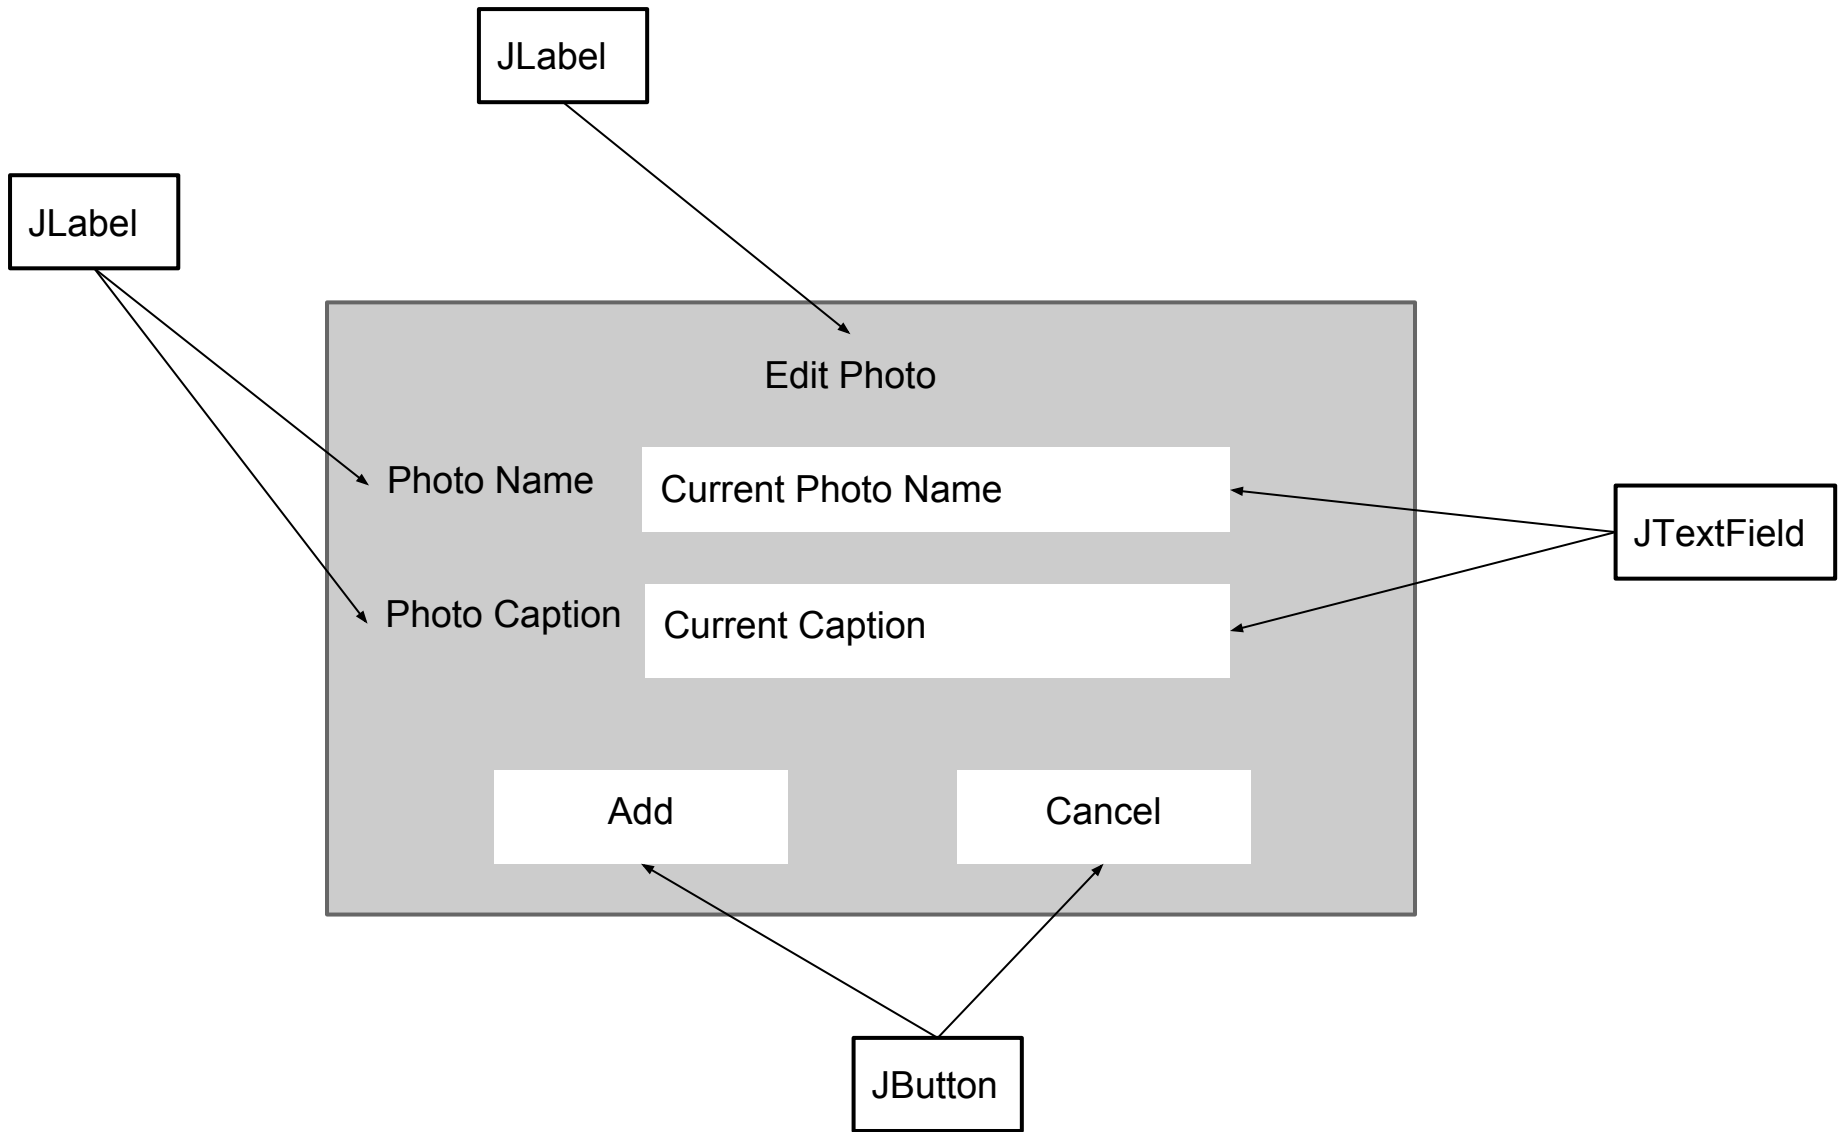 JLabel
JLabel
Edit Photo
Photo Name
Current Photo Name
JTextField
Photo Caption
Current Caption
Add
Cancel
JButton